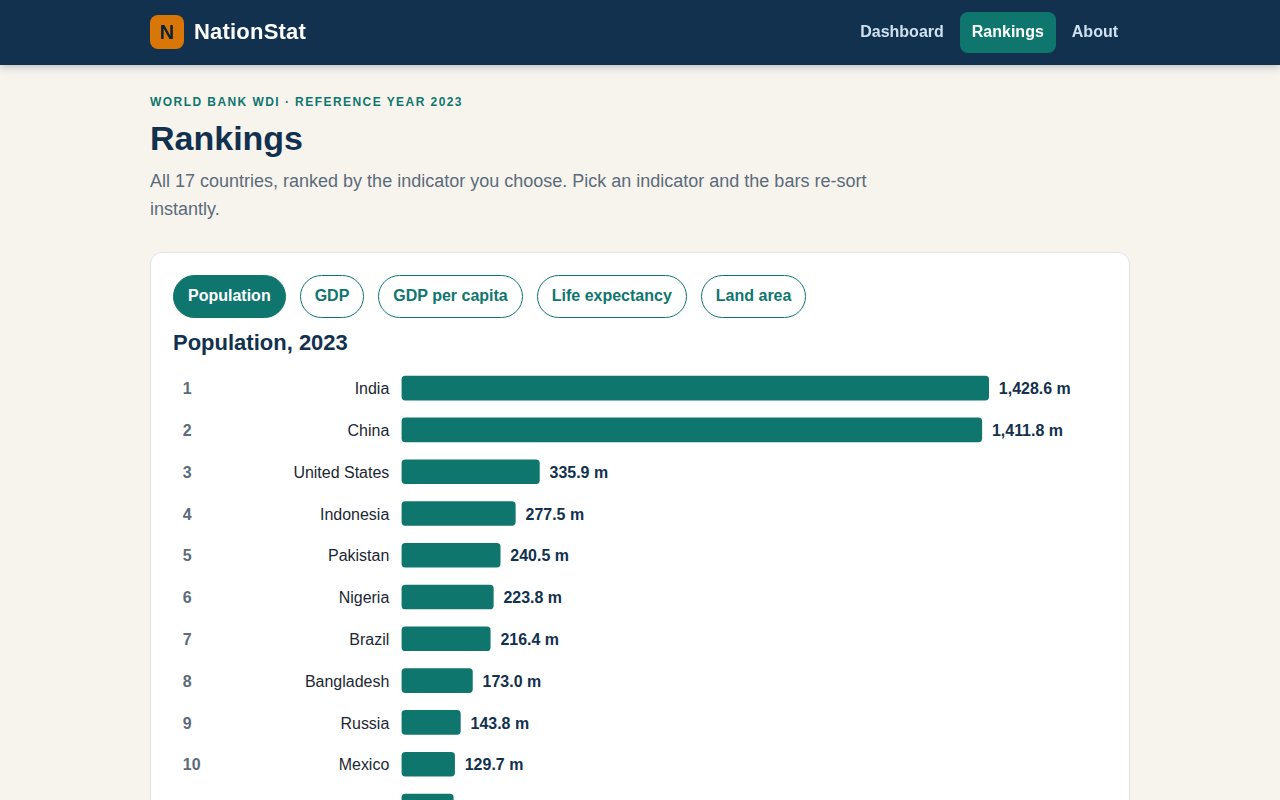 N NationStat Dashboard Rankings About
WORLD BANK WDI · REFERENCE YEAR 2023
Rankings
All 17 countries, ranked by the indicator you choose. Pick an indicator and the bars re-sort
instantly.
Population GDP GDP per capita Life expectancy Land area
Population, 2023
1 India 1,428.6 m
2 China 1,411.8 m
3 United States 335.9 m
4 Indonesia 277.5 m
5 Pakistan 240.5 m
6 Nigeria 223.8 m
7 Brazil 216.4 m
8 Bangladesh 173.0 m
9 Russia 143.8 m
10 Mexico 129.7 m